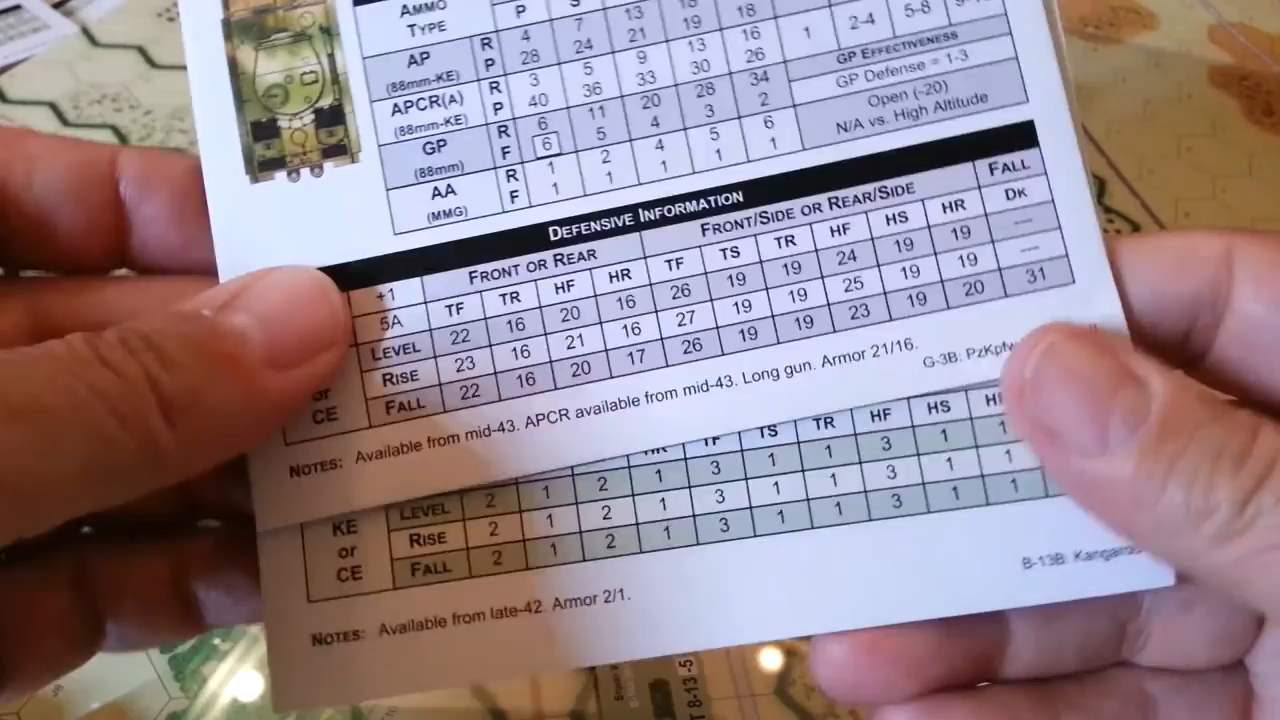 AMMO TYPE P
AP (88mm-KE) R 4 7 13 18 18
P 28 24 21 19 16 1 2-4 5-8
APCR(A) (88mm-KE) R 3 5 9 13 16 GP EFFECTIVENESS
P 40 36 33 30 26 GP Defense = 1-3
GP (88mm) R 6 11 20 28 34 Open (-20)
F 6 5 4 3 2 N/A vs. High Altitude
AA (MMG) R 1 2 4 5 6
F 1 1 1 1 1
DEFENSIVE INFORMATION
+1 FRONT OR REAR FRONT/SIDE OR REAR/SIDE FALL
5A TF TR HF HR TF TS TR HF HS HR DK
LEVEL 22 16 20 16 26 19 19 24 19 19 ----
RISE 23 16 21 16 27 19 19 25 19 19 ----
or CE FALL 22 16 20 17 26 19 19 23 19 20 31
NOTES: Available from mid-43. APCR available from mid-43. Long gun. Armor 21/16.
G-3B:
HR TF TS TR HF HS
KE or CE LEVEL 2 1 2 1 3 1 1 3 1 1
RISE 2 1 2 1 3 1 1 3 1 1
FALL 2 1 2 1 3 1 1 3 1 1
NOTES: Available from late-42. Armor 2/1.
B-13B: